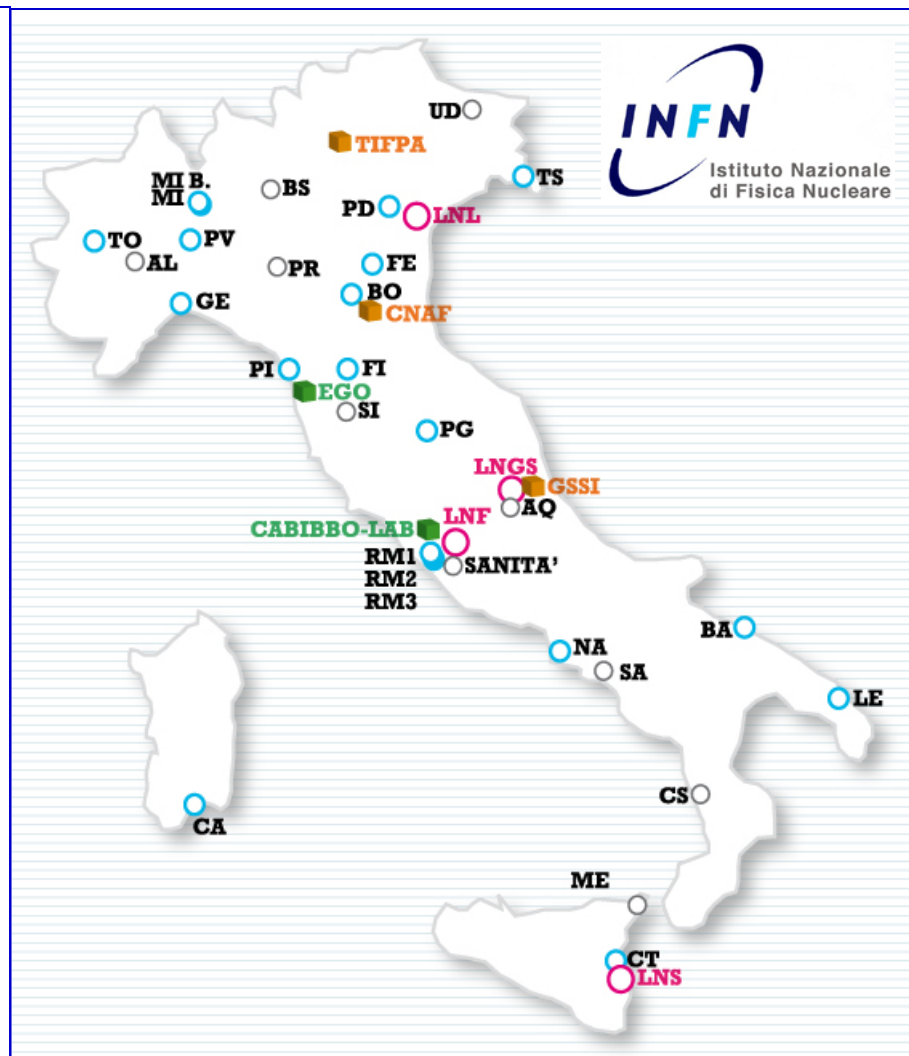 INFN
Istituto Nazionale
di Fisica Nucleare
UD
TIFPA
TS
MI B.
MI
BS
PD
LNL
TO
PV
AL
PR
FE
BO
GE
CNAF
PI
FI
EGO
SI
PG
LNGS
GSSI
AQ
LNF
CABIBBO-LAB
RM1
SANITA’
RM2
RM3
BA
NA
SA
LE
CS
CA
ME
CT
LNS